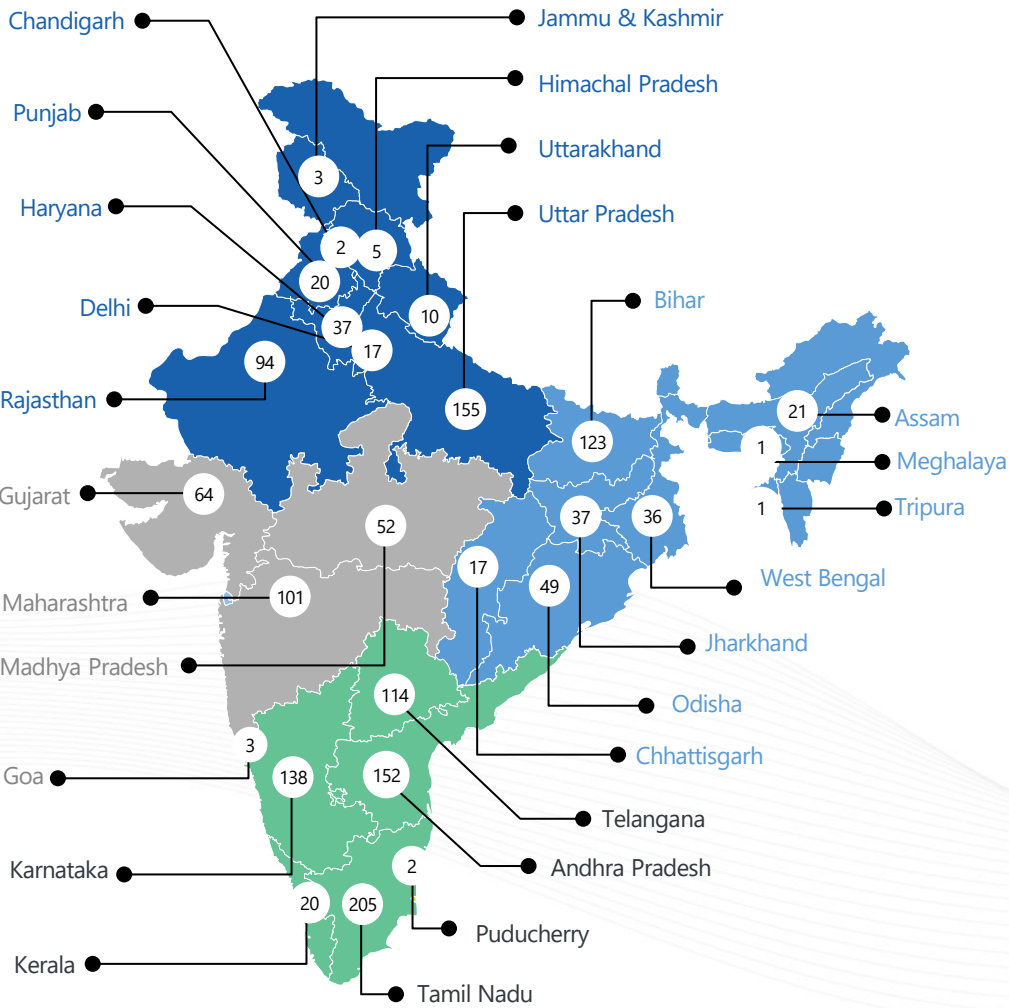 Chandigarh
Jammu & Kashmir
Himachal Pradesh
Punjab
Uttarakhand
3
Haryana
Uttar Pradesh
2
5
20
Delhi
Bihar
10
37
17
94
Rajasthan
155
21
Assam
123
1
Meghalaya
Gujarat
64
1
Tripura
52
37
36
17
49
West Bengal
Maharashtra
101
Jharkhand
Madhya Pradesh
114
Odisha
3
Chhattisgarh
Goa
138
152
Telangana
Karnataka
2
Andhra Pradesh
20
205
Puducherry
Kerala
Tamil Nadu